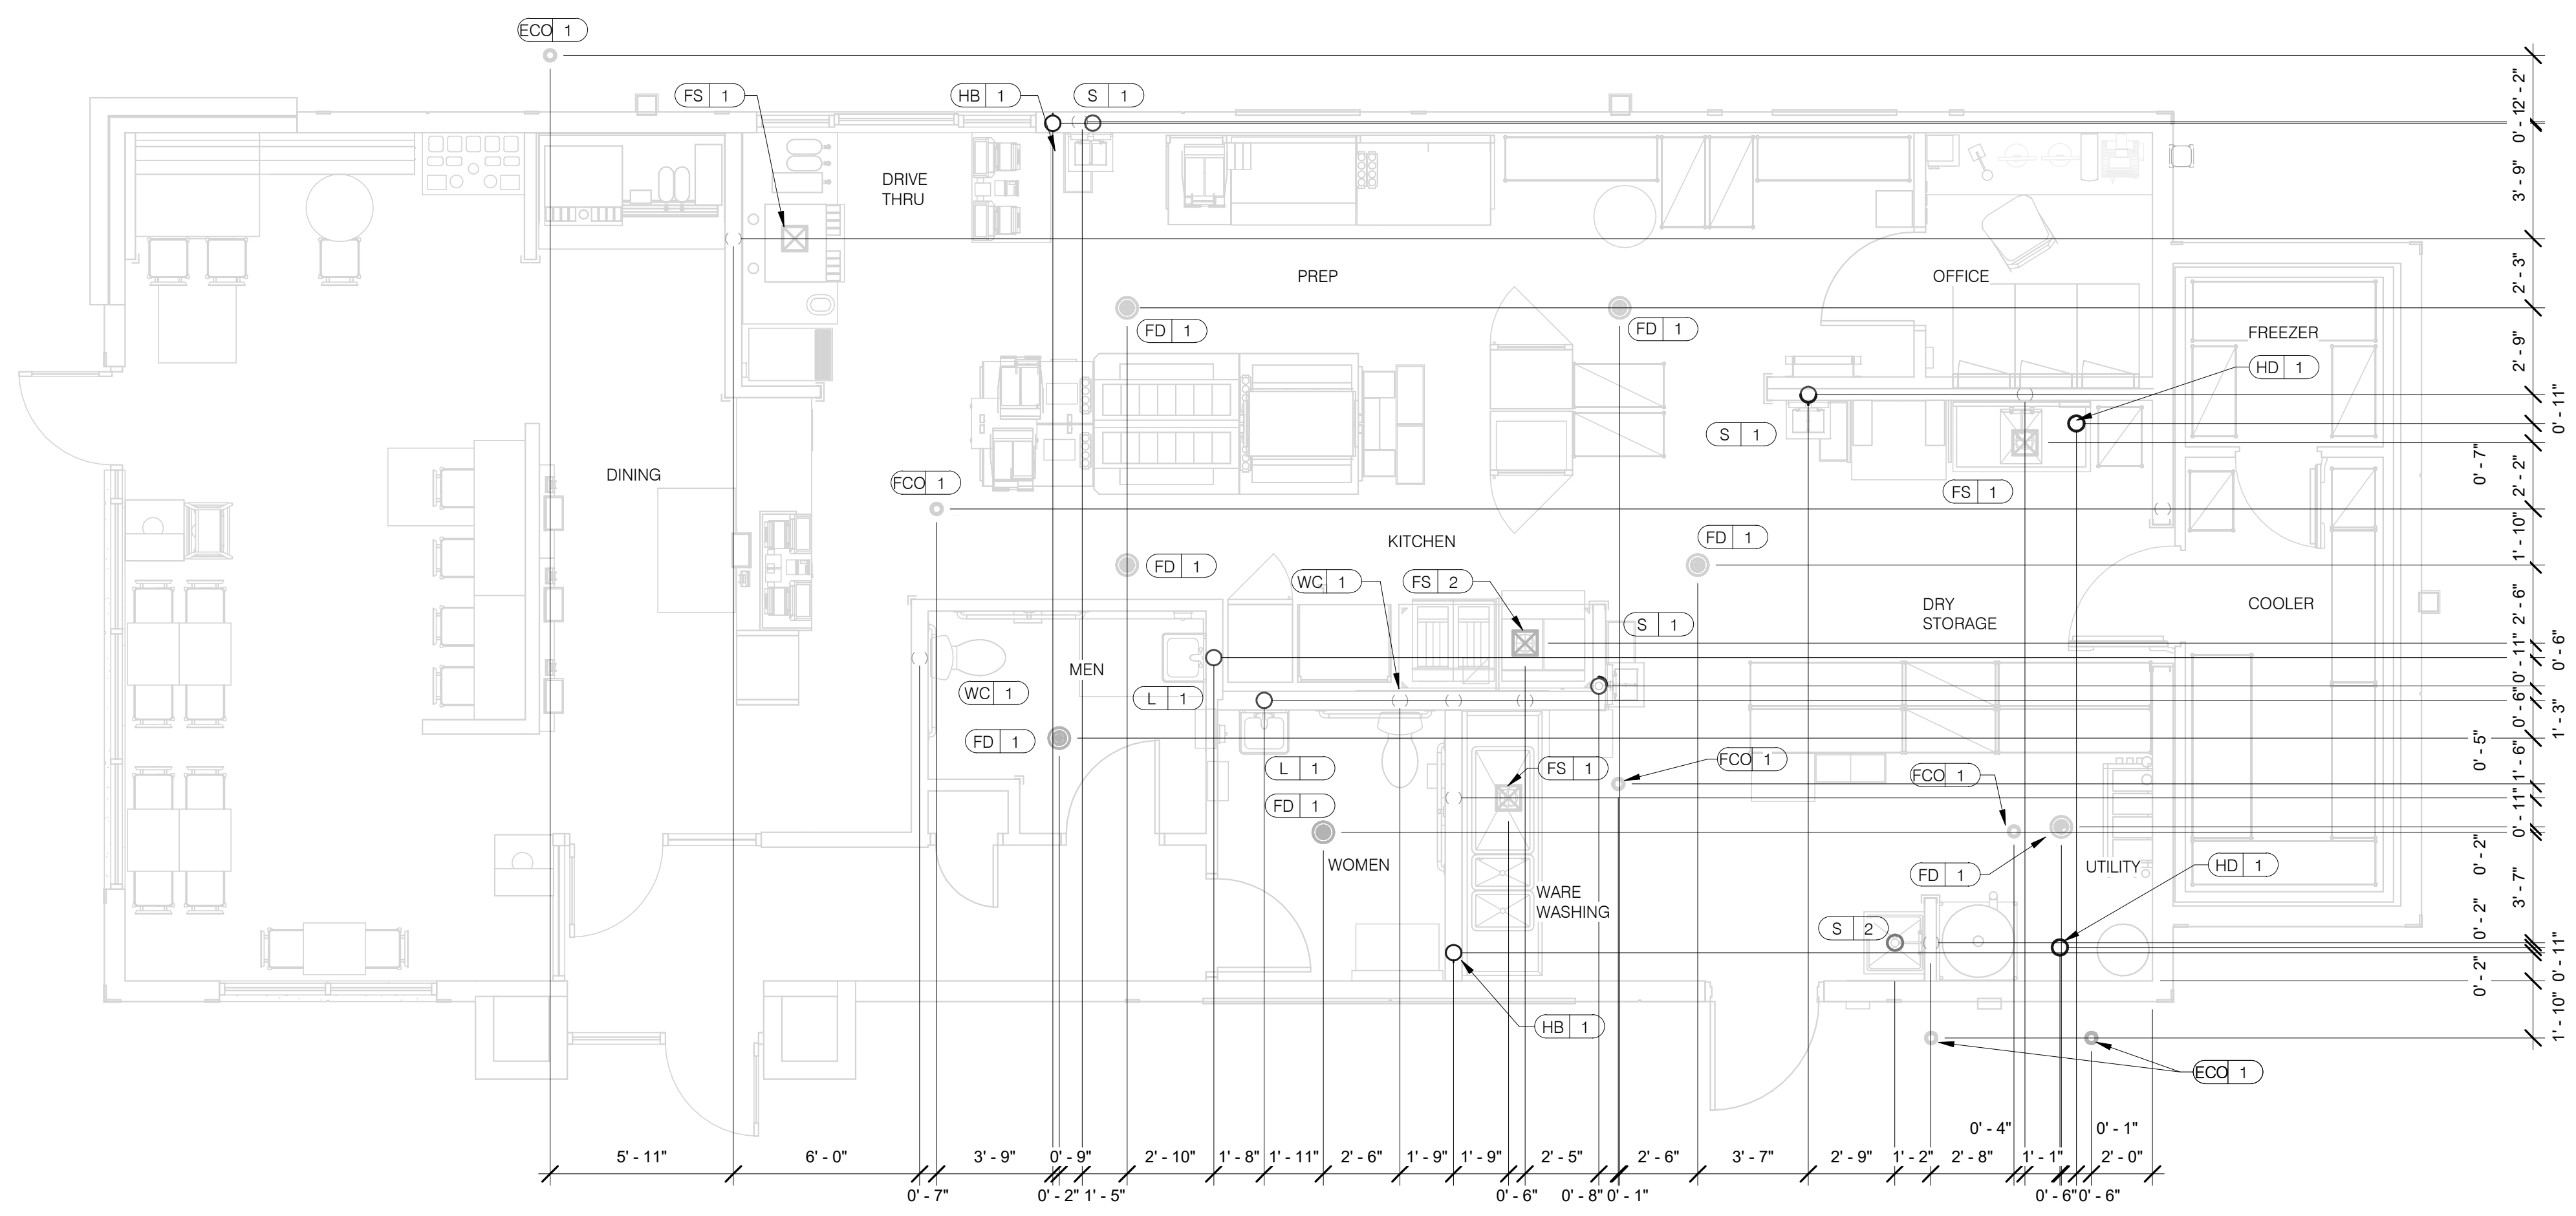 ECO 1
FS 1
HB 1
S 1
DRIVE
THRU
PREP
OFFICE
FD 1
FD 1
FREEZER
HD 1
S 1
DINING
FCO 1
FS 1
KITCHEN
FD 1
FD 1
WC 1
FS 2
DRY
STORAGE
COOLER
S 1
MEN
WC 1
L 1
FD 1
L 1
FS 1
FCO 1
FCO 1
FD 1
WOMEN
FD 1
UTILITY
HD 1
WARE
WASHING
S 2
HB 1
ECO 1
2' - 2"
0' - 1"
3' - 9"
2' - 3"
2' - 9"
0' - 11"
0' - 7"
2' - 2"
1' - 10"
2' - 6"
0' - 6"
0' - 11"
0' - 6"
1' - 3"
0' - 5"
1' - 6"
0' - 11"
0' - 2"
3' - 7"
0' - 2"
0' - 11"
0' - 2"
1' - 10"
0' - 4"
0' - 1"
5' - 11"
6' - 0"
3' - 9"
0' - 9"
2' - 10"
1' - 8"
1' - 11"
2' - 6"
1' - 9"
1' - 9"
2' - 5"
2' - 6"
3' - 7"
2' - 9"
1' - 2"
2' - 8"
1' - 1"
2' - 0"
0' - 7"
0' - 2"
1' - 5"
0' - 6"
0' - 8"
0' - 1"
0' - 6"
0' - 6"